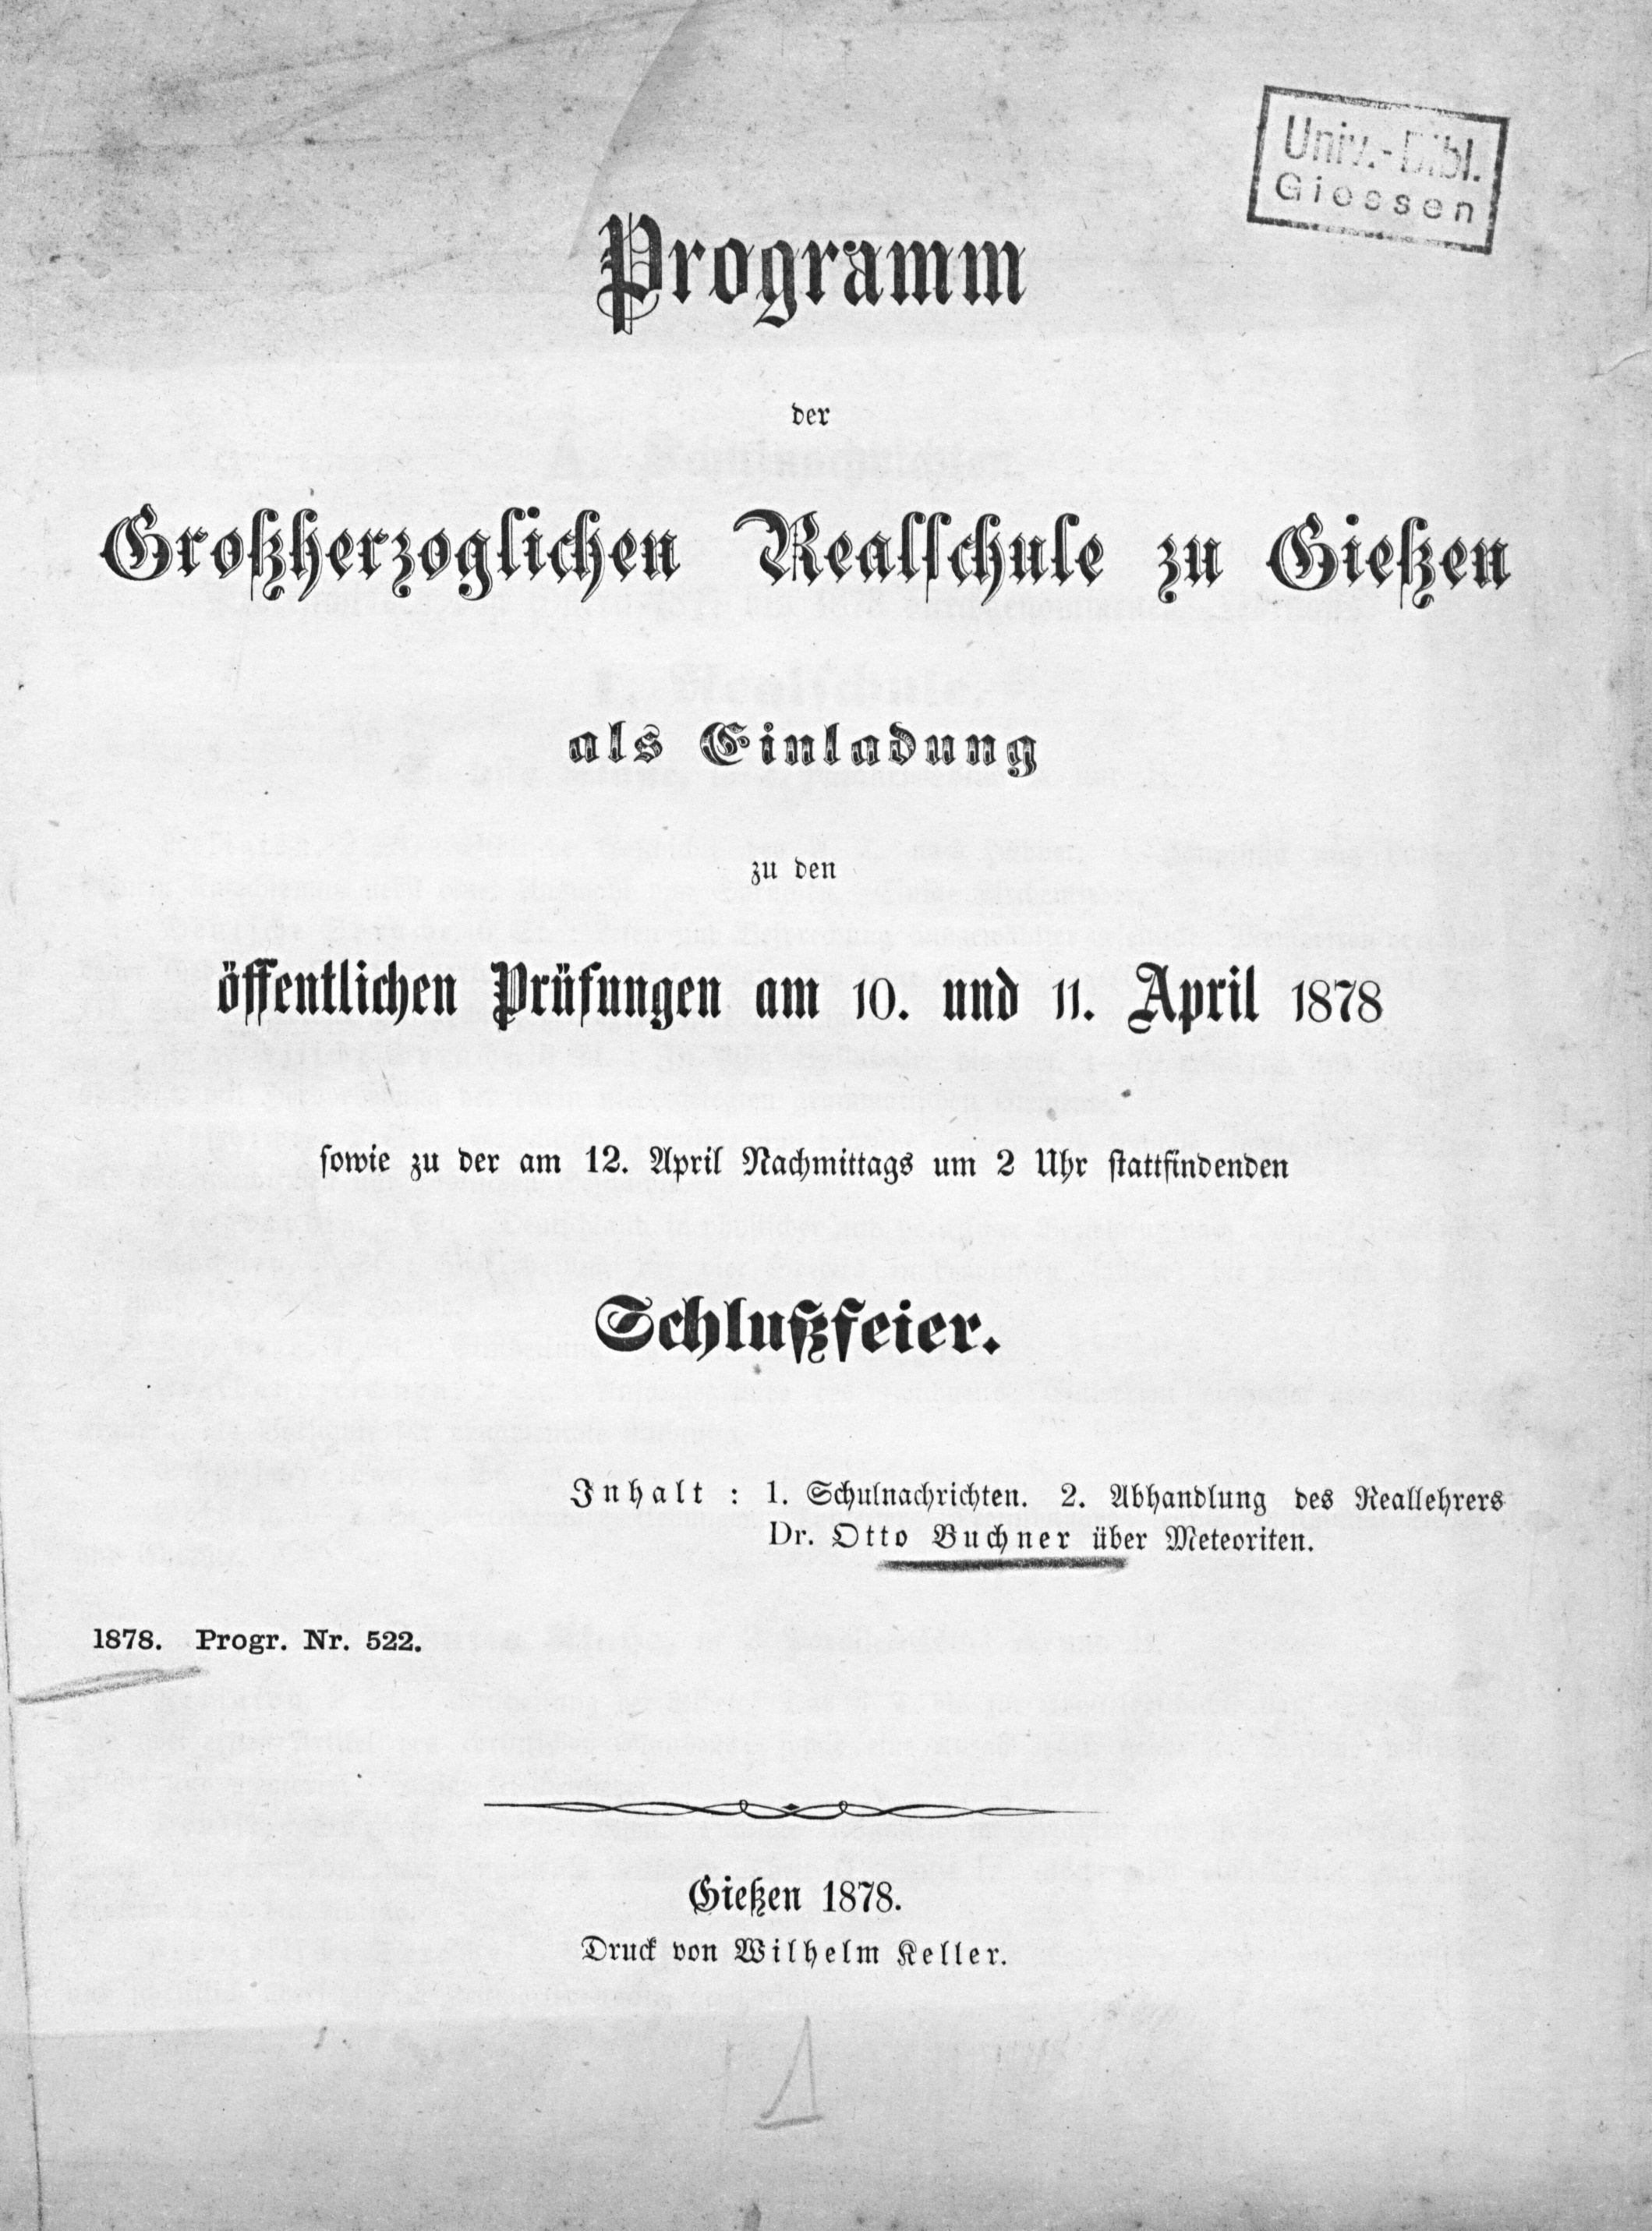 Univ.-Bibl.
Giessen
Programm
der
Großherzoglichen Realschule zu Gießen
als Einladung
zu den
öffentlichen Prüfungen am 10. und 11. April 1878
sowie zu der am 12. April Nachmittags um 2 Uhr stattfindenden
Schlußfeier.
Inhalt: 1. Schulnachrichten. 2. Abhandlung des Reallehrers
Dr. Otto Buchner über Meteoriten.
1878. Progr. Nr. 522.
Gießen 1878.
Druck von Wilhelm Keller.